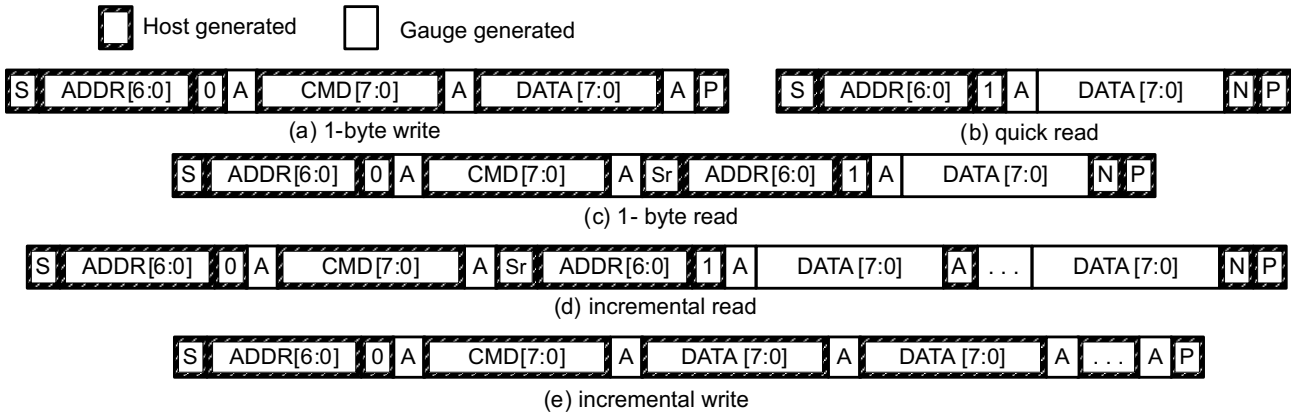 Host generated Gauge generated
S ADDR[6:0] 0 A CMD[7:0] A DATA[7:0] A P S ADDR[6:0] 1 A DATA[7:0] N P
(a) 1-byte write (b) quick read
S ADDR[6:0] 0 A CMD[7:0] A Sr ADDR[6:0] 1 A DATA[7:0] N P
(c) 1- byte read
S ADDR[6:0] 0 A CMD[7:0] A Sr ADDR[6:0] 1 A DATA[7:0] A . . . DATA[7:0] N P
(d) incremental read
S ADDR[6:0] 0 A CMD[7:0] A DATA[7:0] A DATA[7:0] A . . . A P
(e) incremental write